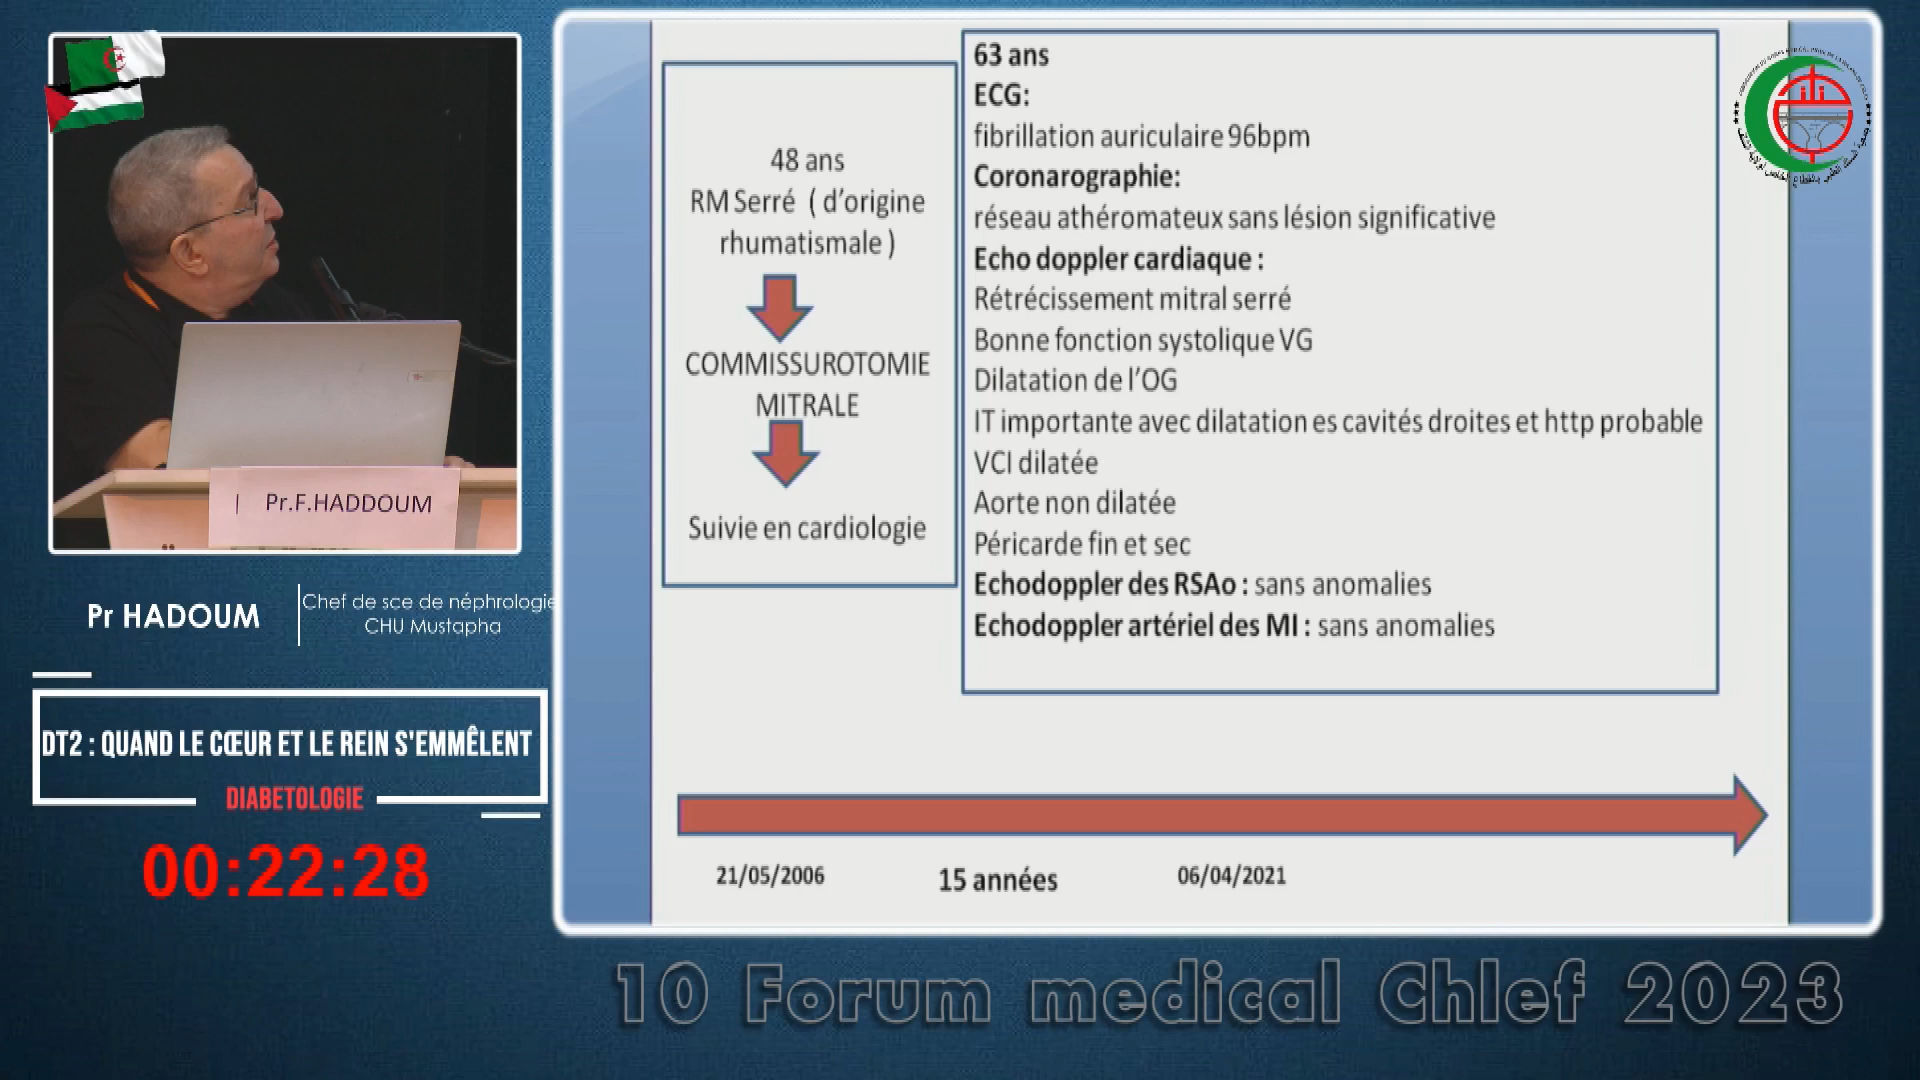 Pr.F.HADDOUM
Pr HADOUM
Chef de sce de néphrologie
CHU Mustapha
DT2 : QUAND LE CŒUR ET LE REIN S'EMMÊLENT
DIABETOLOGIE
00:22:28
48 ans
RM Serré ( d'origine
rhumatismale )
COMMISSUROTOMIE
MITRALE
Suivie en cardiologie
63 ans
ECG:
fibrillation auriculaire 96bpm
Coronarographie:
réseau athéromateux sans lésion significative
Echo doppler cardiaque :
Rétrécissement mitral serré
Bonne fonction systolique VG
Dilatation de l'OG
IT importante avec dilatation es cavités droites et http probable
VCI dilatée
Aorte non dilatée
Péricarde fin et sec
Echodoppler des RSAo : sans anomalies
Echodoppler artériel des MI : sans anomalies
21/05/2006
15 années
06/04/2021
10 Forum medical Chlef 2023